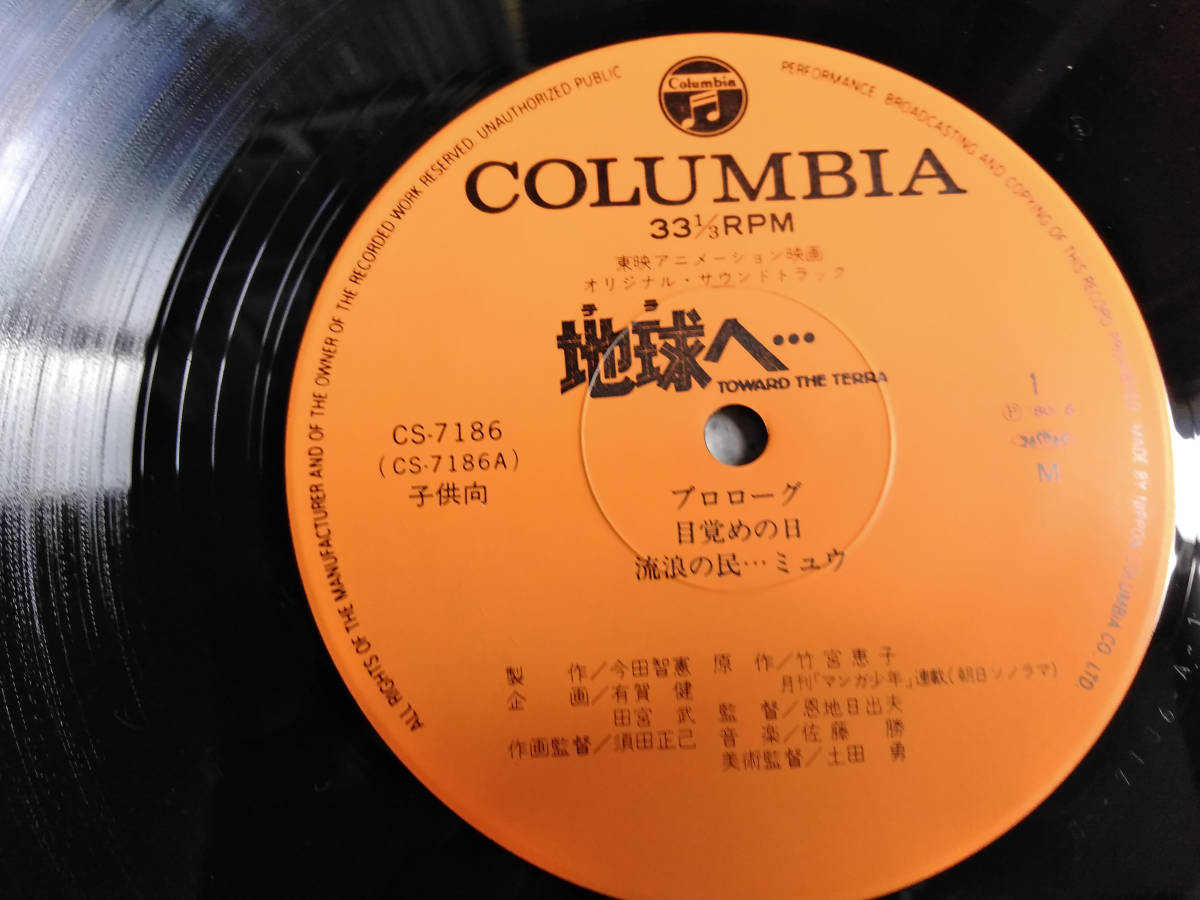 Columbia
COLUMBIA
33 1/3 RPM
東映アニメーション映画
オリジナル・サウンドトラック
テラ
地球へ…
TOWARD THE TERRA
CS-7186
(CS-7186A)
子供向
1
Ⓟ 80.6
M
プロローグ
目覚めの日
流浪の民…ミュウ
製 作/今田智憲 原 作/竹宮恵子
月刊「マンガ少年」連載(朝日ソノラマ)
企 画/有賀 健
田宮 武 監 督/恩地日出夫
作画監督/須田正己 音 楽/佐藤 勝
美術監督/土田 勇
ALL RIGHTS OF THE MANUFACTURER AND OF THE OWNER OF THE RECORDED WORK RESERVED. UNAUTHORIZED PUBLIC PERFORMANCE BROADCASTING AND COPYING OF THIS RECORD PROHIBITED MADE BY NIPPON COLUMBIA CO. LTD.